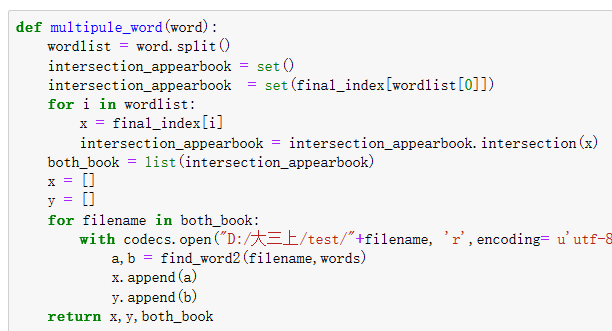 def multipule_word(word):
    wordlist = word.split()
    intersection_appearbook = set()
    intersection_appearbook  = set(final_index[wordlist[0]])
    for i in wordlist:
        x = final_index[i]
        intersection_appearbook = intersection_appearbook.intersection(x)
    both_book = list(intersection_appearbook)
    x = []
    y = []
    for filename in both_book:
        with codecs.open("D:/大三上/test/"+filename, 'r',encoding= u'utf-8
            a,b = find_word2(filename,words)
            x.append(a)
            y.append(b)
    return x,y,both_book